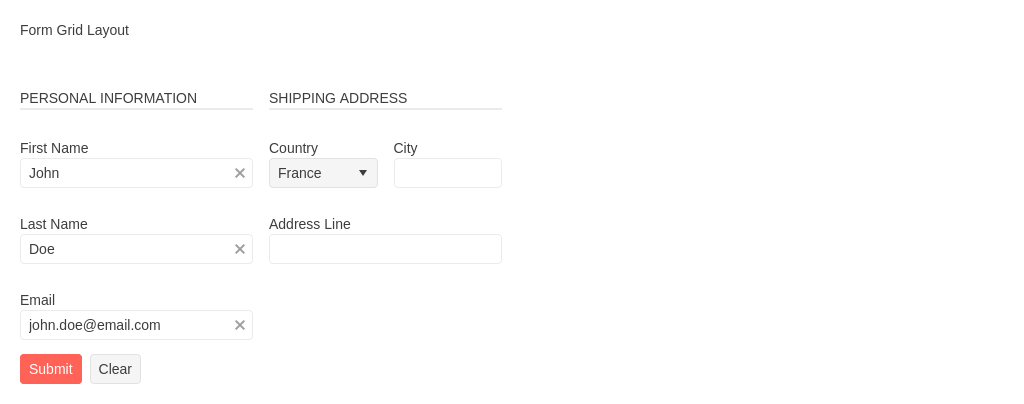 Form Grid Layout
PERSONAL INFORMATION
First Name
John
Last Name
Doe
Email
john.doe@email.com
SHIPPING ADDRESS
Country
France
City
Address Line
Submit
Clear